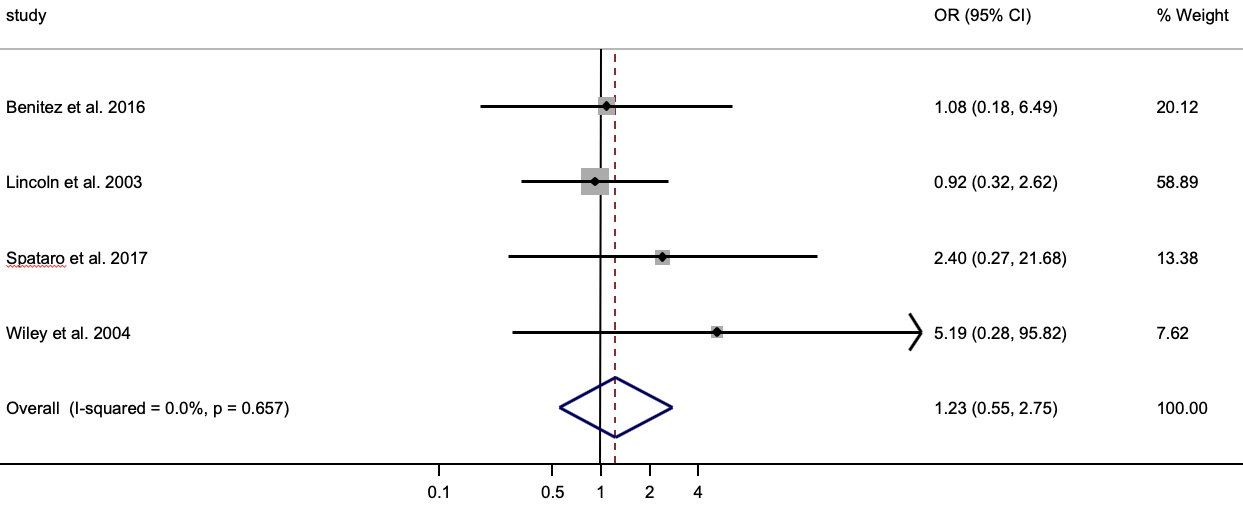 study OR (95% CI) % Weight
Benitez et al. 2016 1.08 (0.18, 6.49) 20.12
Lincoln et al. 2003 0.92 (0.32, 2.62) 58.89
Spataro et al. 2017 2.40 (0.27, 21.68) 13.38
Wiley et al. 2004 5.19 (0.28, 95.82) 7.62
Overall (I-squared = 0.0%, p = 0.657) 1.23 (0.55, 2.75) 100.00
0.1 0.5 1 2 4